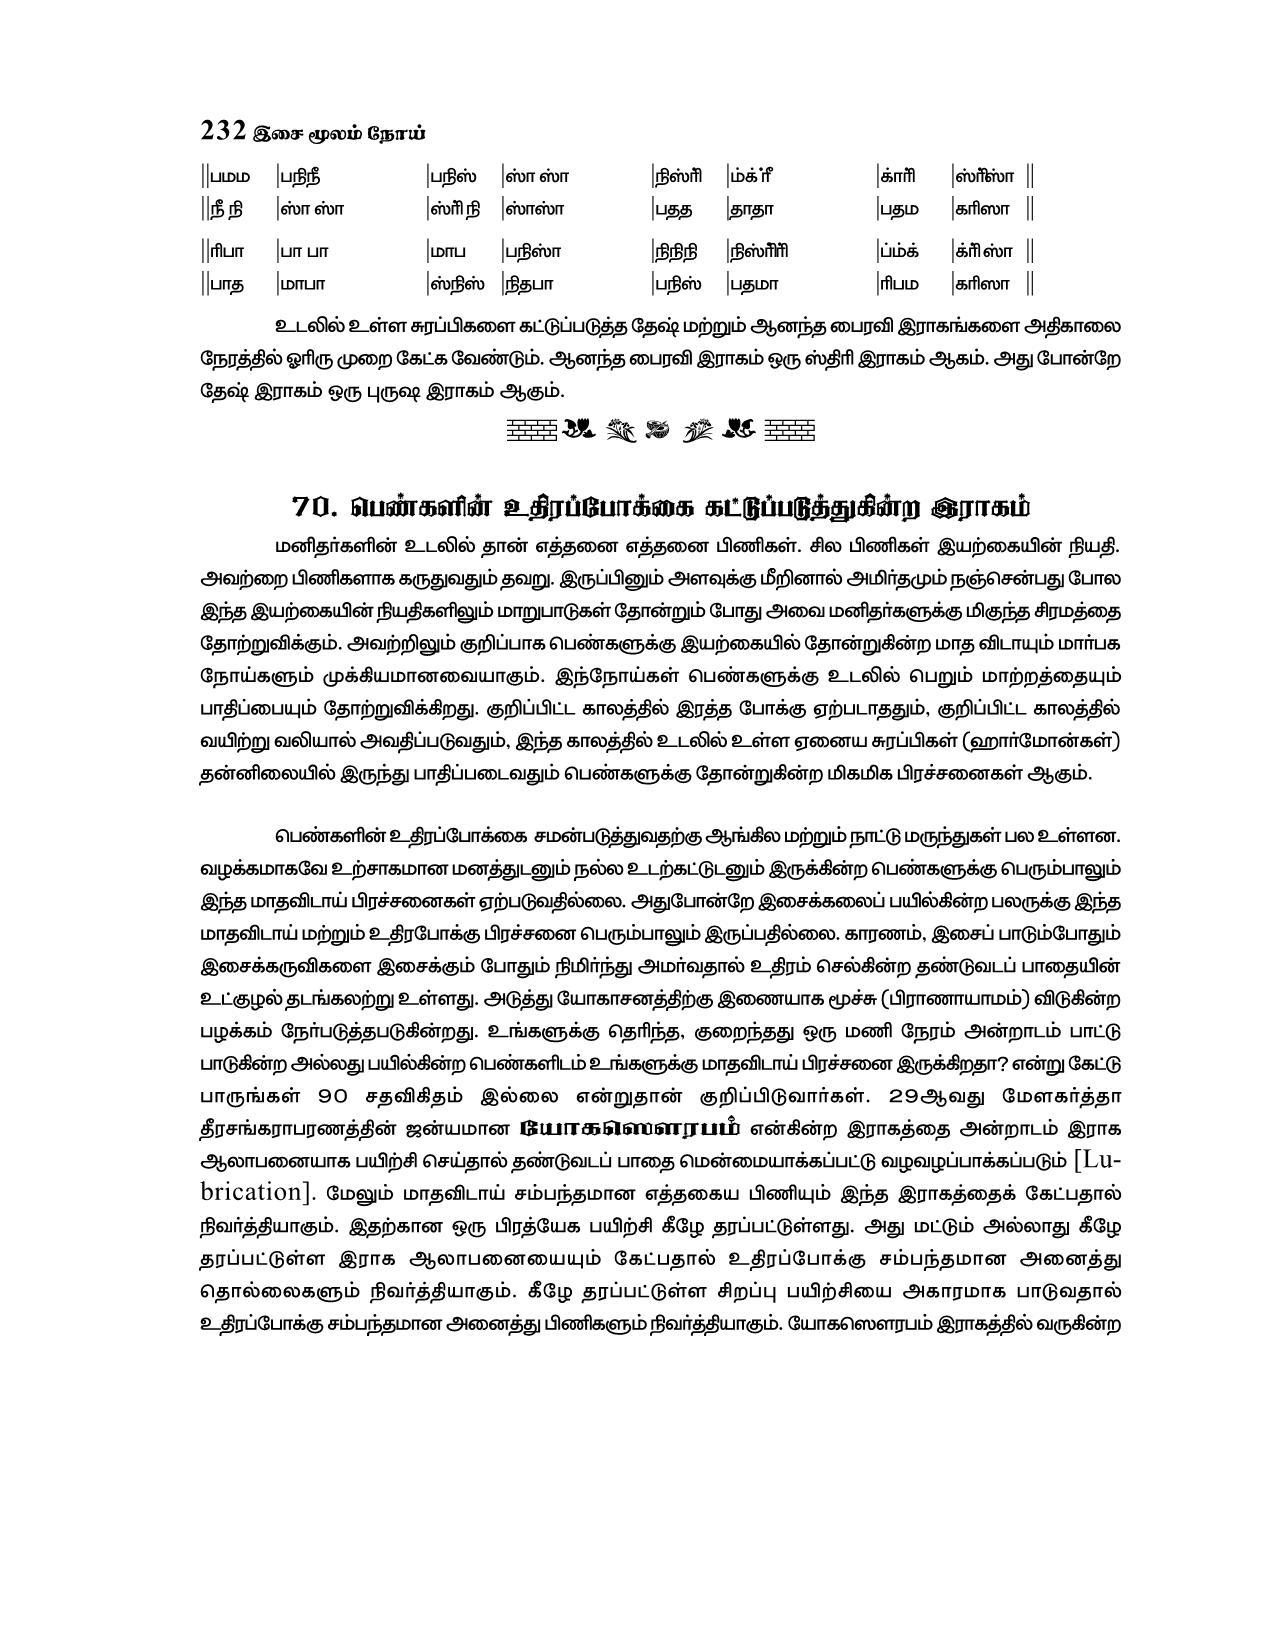 232 இசை மூலம் நோய்
||பமம |பநிநீ |பநிஸ் |ஸா ஸா |நிஸரி |ம்க்ரீ |க்ாரி |ஸ்ரிஸா ||
||நீ நி |ஸா ஸா |ஸ்ரி நி |ஸாஸா |பதத |தாதா |பதம |கரிஸா ||
||ரிபா |பா பா |மாப |பநிஸா |நிநிநி |நிஸ்ரிரி |ப்ம்க் |க்ரி ஸா ||
||பாத |மாபா |ஸ்நிஸ் |நிதபா |பநிஸ் |பதமா |ரிபம |கரிஸா ||
உடலில் உள்ள சுரப்பிகளை கட்டுப்படுத்த தேஷ் மற்றும் ஆனந்த பைரவி இராகங்களை அதிகாலை
நேரத்தில் ஓரிரு முறை கேட்க வேண்டும். ஆனந்த பைரவி இராகம் ஒரு ஸ்திரி இராகம் ஆகம். அது போன்றே
தேஷ் இராகம் ஒரு புருஷ இராகம் ஆகும்.
70. பெண்களின் உதிரப்போக்கை கட்டுப்படுத்துகின்ற இராகம்
மனிதர்களின் உடலில் தான் எத்தனை எத்தனை பிணிகள். சில பிணிகள் இயற்கையின் நியதி.
அவற்றை பிணிகளாக கருதுவதும் தவறு. இருப்பினும் அளவுக்கு மீறினால் அமிர்தமும் நஞ்சென்பது போல
இந்த இயற்கையின் நியதிகளிலும் மாறுபாடுகள் தோன்றும் போது அவை மனிதர்களுக்கு மிகுந்த சிரமத்தை
தோற்றுவிக்கும். அவற்றிலும் குறிப்பாக பெண்களுக்கு இயற்கையில் தோன்றுகின்ற மாத விடாயும் மார்பக
நோய்களும் முக்கியமானவையாகும். இந்நோய்கள் பெண்களுக்கு உடலில் பெறும் மாற்றத்தையும்
பாதிப்பையும் தோற்றுவிக்கிறது. குறிப்பிட்ட காலத்தில் இரத்த போக்கு ஏற்படாததும், குறிப்பிட்ட காலத்தில்
வயிற்று வலியால் அவதிப்படுவதும், இந்த காலத்தில் உடலில் உள்ள ஏனைய சுரப்பிகள் (ஹார்மோன்கள்)
தன்னிலையில் இருந்து பாதிப்படைவதும் பெண்களுக்கு தோன்றுகின்ற மிகமிக பிரச்சனைகள் ஆகும்.
பெண்களின் உதிரப்போக்கை சமன்படுத்துவதற்கு ஆங்கில மற்றும் நாட்டு மருந்துகள் பல உள்ளன.
வழக்கமாகவே உற்சாகமான மனத்துடனும் நல்ல உடற்கட்டுடனும் இருக்கின்ற பெண்களுக்கு பெரும்பாலும்
இந்த மாதவிடாய் பிரச்சனைகள் ஏற்படுவதில்லை. அதுபோன்றே இசைக்கலைப் பயில்கின்ற பலருக்கு இந்த
மாதவிடாய் மற்றும் உதிரபோக்கு பிரச்சனை பெரும்பாலும் இருப்பதில்லை. காரணம், இசைப் பாடும்போதும்
இசைக்கருவிகளை இசைக்கும் போதும் நிமிர்ந்து அமர்வதால் உதிரம் செல்கின்ற தண்டுவடப் பாதையின்
உட்குழல் தடங்கலற்று உள்ளது. அடுத்து யோகாசனத்திற்கு இணையாக மூச்சு (பிராணாயாமம்) விடுகின்ற
பழக்கம் நேர்படுத்தபடுகின்றது. உங்களுக்கு தெரிந்த, குறைந்தது ஒரு மணி நேரம் அன்றாடம் பாட்டு
பாடுகின்ற அல்லது பயில்கின்ற பெண்களிடம் உங்களுக்கு மாதவிடாய் பிரச்சனை இருக்கிறதா? என்று கேட்டு
பாருங்கள் 90 சதவிகிதம் இல்லை என்றுதான் குறிப்பிடுவார்கள். 29ஆவது மேளகர்த்தா
தீரசங்கராபரணத்தின் ஜன்யமான யோகஸௌரபம் என்கின்ற இராகத்தை அன்றாடம் இராக
ஆலாபனையாக பயிற்சி செய்தால் தண்டுவடப் பாதை மென்மையாக்கப்பட்டு வழவழப்பாக்கப்படும் [Lu-
brication]. மேலும் மாதவிடாய் சம்பந்தமான எத்தகைய பிணியும் இந்த இராகத்தைக் கேட்பதால்
நிவர்த்தியாகும். இதற்கான ஒரு பிரத்யேக பயிற்சி கீழே தரப்பட்டுள்ளது. அது மட்டும் அல்லாது கீழே
தரப்பட்டுள்ள இராக ஆலாபனையையும் கேட்பதால் உதிரப்போக்கு சம்பந்தமான அனைத்து
தொல்லைகளும் நிவர்த்தியாகும். கீழே தரப்பட்டுள்ள சிறப்பு பயிற்சியை அகாரமாக பாடுவதால்
உதிரப்போக்கு சம்பந்தமான அனைத்து பிணிகளும் நிவர்த்தியாகும். யோகஸௌரபம் இராகத்தில் வருகின்ற